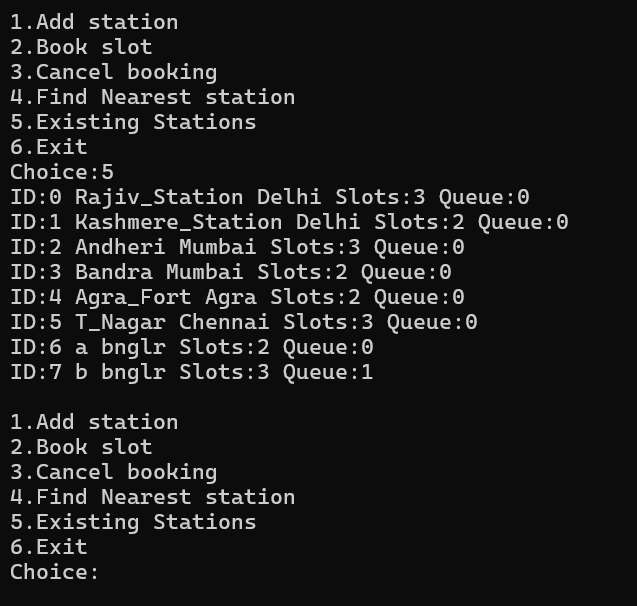 1.Add station
2.Book slot
3.Cancel booking
4.Find Nearest station
5.Existing Stations
6.Exit
Choice:5
ID:0 Rajiv_Station Delhi Slots:3 Queue:0
ID:1 Kashmere_Station Delhi Slots:2 Queue:0
ID:2 Andheri Mumbai Slots:3 Queue:0
ID:3 Bandra Mumbai Slots:2 Queue:0
ID:4 Agra_Fort Agra Slots:2 Queue:0
ID:5 T_Nagar Chennai Slots:3 Queue:0
ID:6 a bnglr Slots:2 Queue:0
ID:7 b bnglr Slots:3 Queue:1
1.Add station
2.Book slot
3.Cancel booking
4.Find Nearest station
5.Existing Stations
6.Exit
Choice: